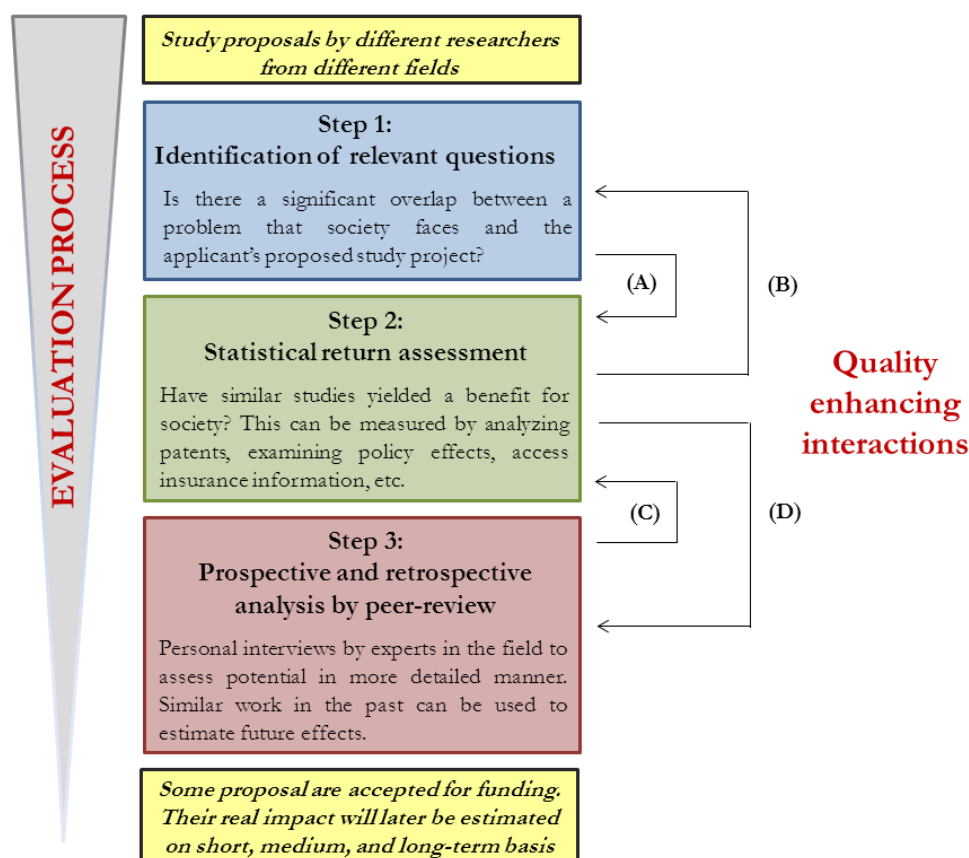 Study proposals by different researchers
from different fields
EVALUATION PROCESS
Step 1:
Identification of relevant questions
Is there a significant overlap between a
problem that society faces and the
applicant's proposed study project?
(A)
(B)
Step 2:
Statistical return assessment
Have similar studies yielded a benefit for
society? This can be measured by analyzing
patents, examining policy effects, access
insurance information, etc.
Quality
enhancing
interactions
(C)
(D)
Step 3:
Prospective and retrospective
analysis by peer-review
Personal interviews by experts in the field to
assess potential in more detailed manner.
Similar work in the past can be used to
estimate future effects.
Some proposal are accepted for funding.
Their real impact will later be estimated
on short, medium, and long-term basis